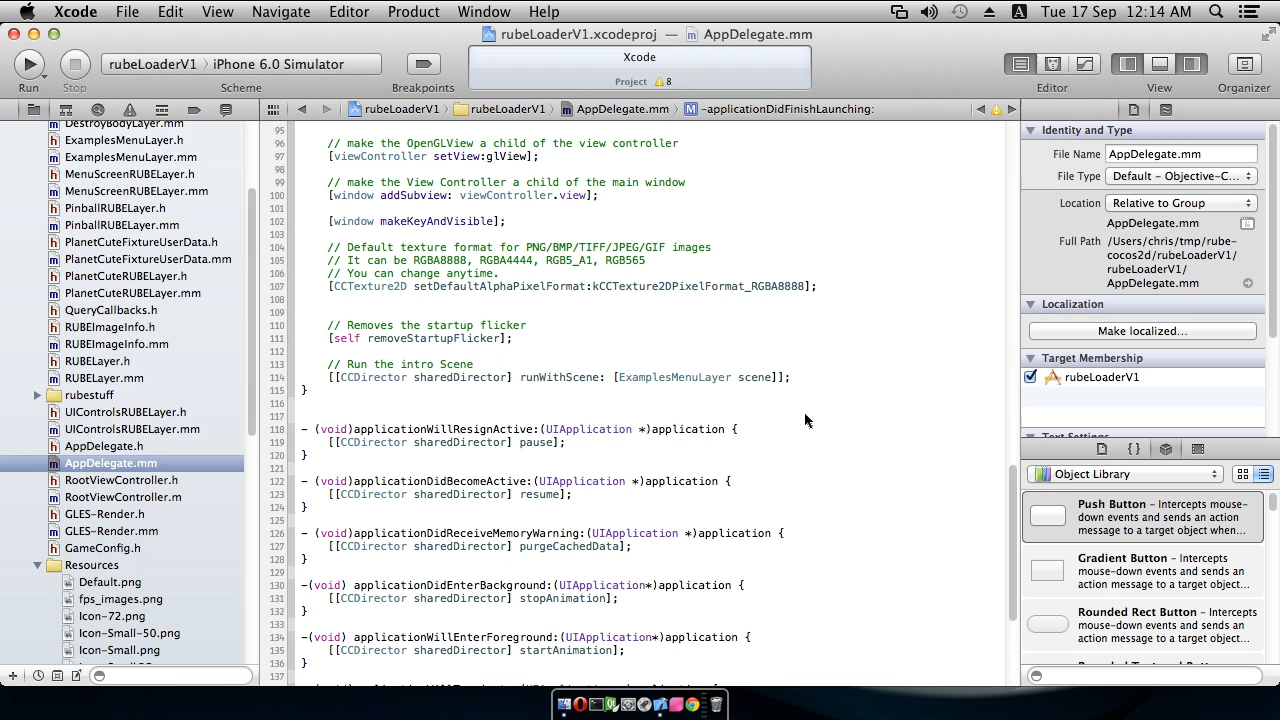 Xcode File Edit View Navigate Editor Product Window Help A Tue 17 Sep 12:14 AM
rubeLoaderV1.xcodeproj — AppDelegate.mm
rubeLoaderV1 iPhone 6.0 Simulator
Xcode
Project 8
Run Stop Scheme Breakpoints Editor View Organizer
rubeLoaderV1 rubeLoaderV1 AppDelegate.mm -applicationDidFinishLaunching:
DestroyBodyLayer.mm
ExamplesMenuLayer.h
ExamplesMenuLayer.mm
MenuScreenRUBELayer.h
MenuScreenRUBELayer.mm
PinballRUBELayer.h
PinballRUBELayer.mm
PlanetCuteFixtureUserData.h
PlanetCuteFixtureUserData.mm
PlanetCuteRUBELayer.h
PlanetCuteRUBELayer.mm
QueryCallbacks.h
RUBEImageInfo.h
RUBEImageInfo.mm
RUBELayer.h
RUBELayer.mm
rubestuff
UIControlsRUBELayer.h
UIControlsRUBELayer.mm
AppDelegate.h
AppDelegate.mm
RootViewController.h
RootViewController.m
GLES-Render.h
GLES-Render.mm
GameConfig.h
Resources
Default.png
fps_images.png
Icon-72.png
Icon-Small-50.png
Icon-Small.png
95
96 // make the OpenGLView a child of the view controller
97 [viewController setView:glView];
98
99 // make the View Controller a child of the main window
100 [window addSubview: viewController.view];
101
102 [window makeKeyAndVisible];
103
104 // Default texture format for PNG/BMP/TIFF/JPEG/GIF images
105 // It can be RGBA8888, RGBA4444, RGB5_A1, RGB565
106 // You can change anytime.
107 [CCTexture2D setDefaultAlphaPixelFormat:kCCTexture2DPixelFormat_RGBA8888];
108
109
110 // Removes the startup flicker
111 [self removeStartupFlicker];
112
113 // Run the intro Scene
114 [[CCDirector sharedDirector] runWithScene: [ExamplesMenuLayer scene]];
115 }
116
117
118 - (void)applicationWillResignActive:(UIApplication *)application {
119 [[CCDirector sharedDirector] pause];
120 }
121
122 - (void)applicationDidBecomeActive:(UIApplication *)application {
123 [[CCDirector sharedDirector] resume];
124 }
125
126 - (void)applicationDidReceiveMemoryWarning:(UIApplication *)application {
127 [[CCDirector sharedDirector] purgeCachedData];
128 }
129
130 -(void) applicationDidEnterBackground:(UIApplication*)application {
131 [[CCDirector sharedDirector] stopAnimation];
132 }
133
134 -(void) applicationWillEnterForeground:(UIApplication*)application {
135 [[CCDirector sharedDirector] startAnimation];
136 }
137
Identity and Type
File Name AppDelegate.mm
File Type Default - Objective-C...
Location Relative to Group
AppDelegate.mm
Full Path /Users/chris/tmp/rube-
cocos2d/rubeLoaderV1/
rubeLoaderV1/
AppDelegate.mm
Localization
Make localized...
Target Membership
rubeLoaderV1
Text Settings
{ }
Object Library
Push Button - Intercepts mouse-
down events and sends an action
message to a target object when...
Gradient Button - Intercepts
mouse-down events and sends an
action message to a target object...
Rounded Rect Button - Intercepts
mouse-down events and sends an
action message to a target object...